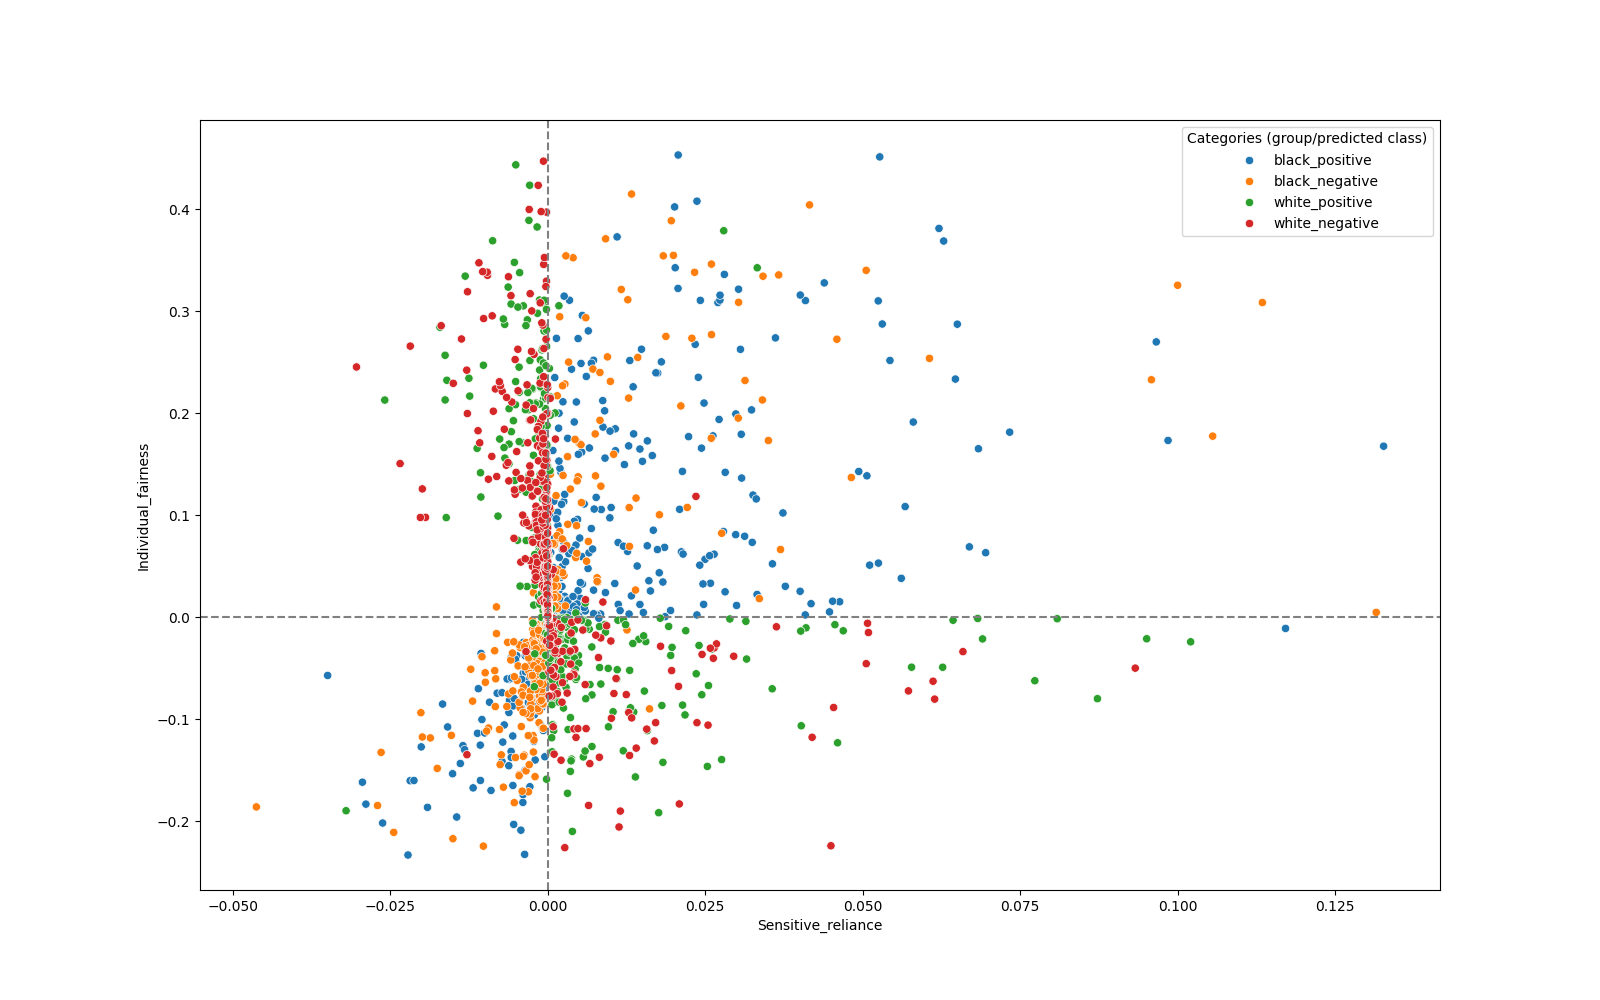 Categories (group/predicted class)
black_positive
black_negative
white_positive
white_negative
Individual_fairness
0.4
0.3
0.2
0.1
0.0
−0.1
−0.2
−0.050
−0.025
0.000
0.025
0.050
0.075
0.100
0.125
Sensitive_reliance